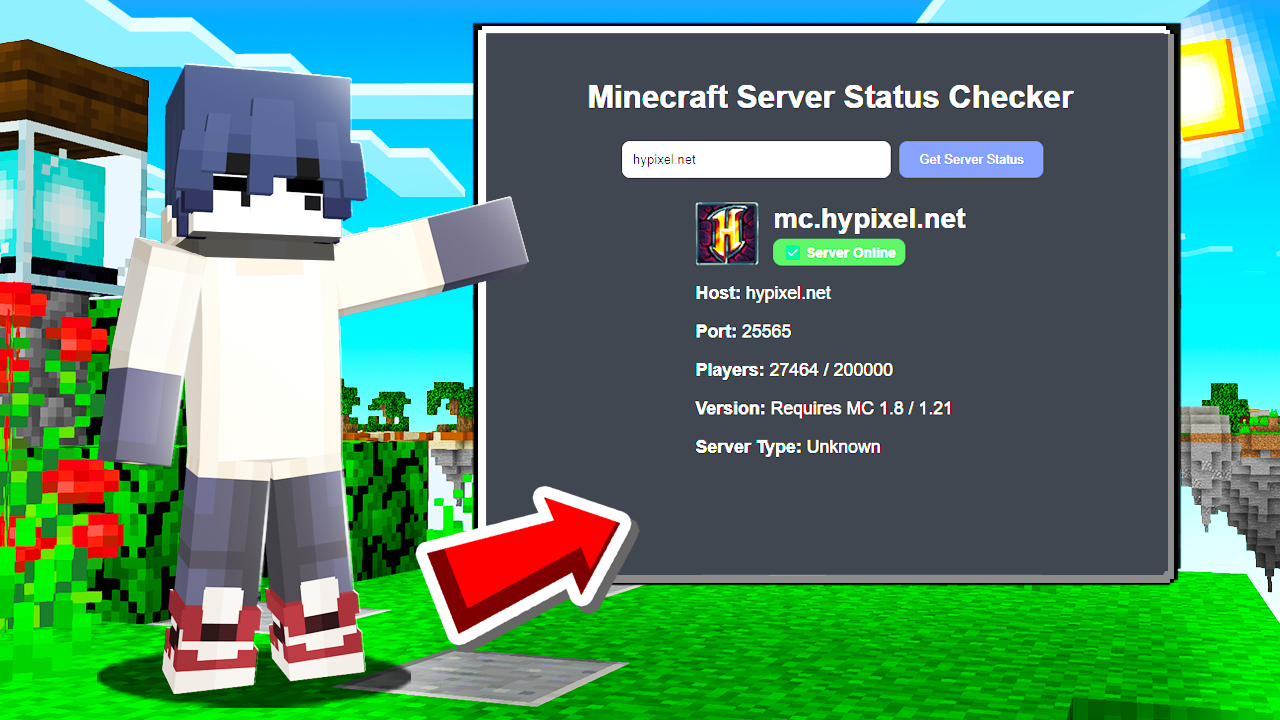 Minecraft Server Status Checker
hypixel.net
Get Server Status
H
mc.hypixel.net
Server Online
Host: hypixel.net
Port: 25565
Players: 27464 / 200000
Version: Requires MC 1.8 / 1.21
Server Type: Unknown